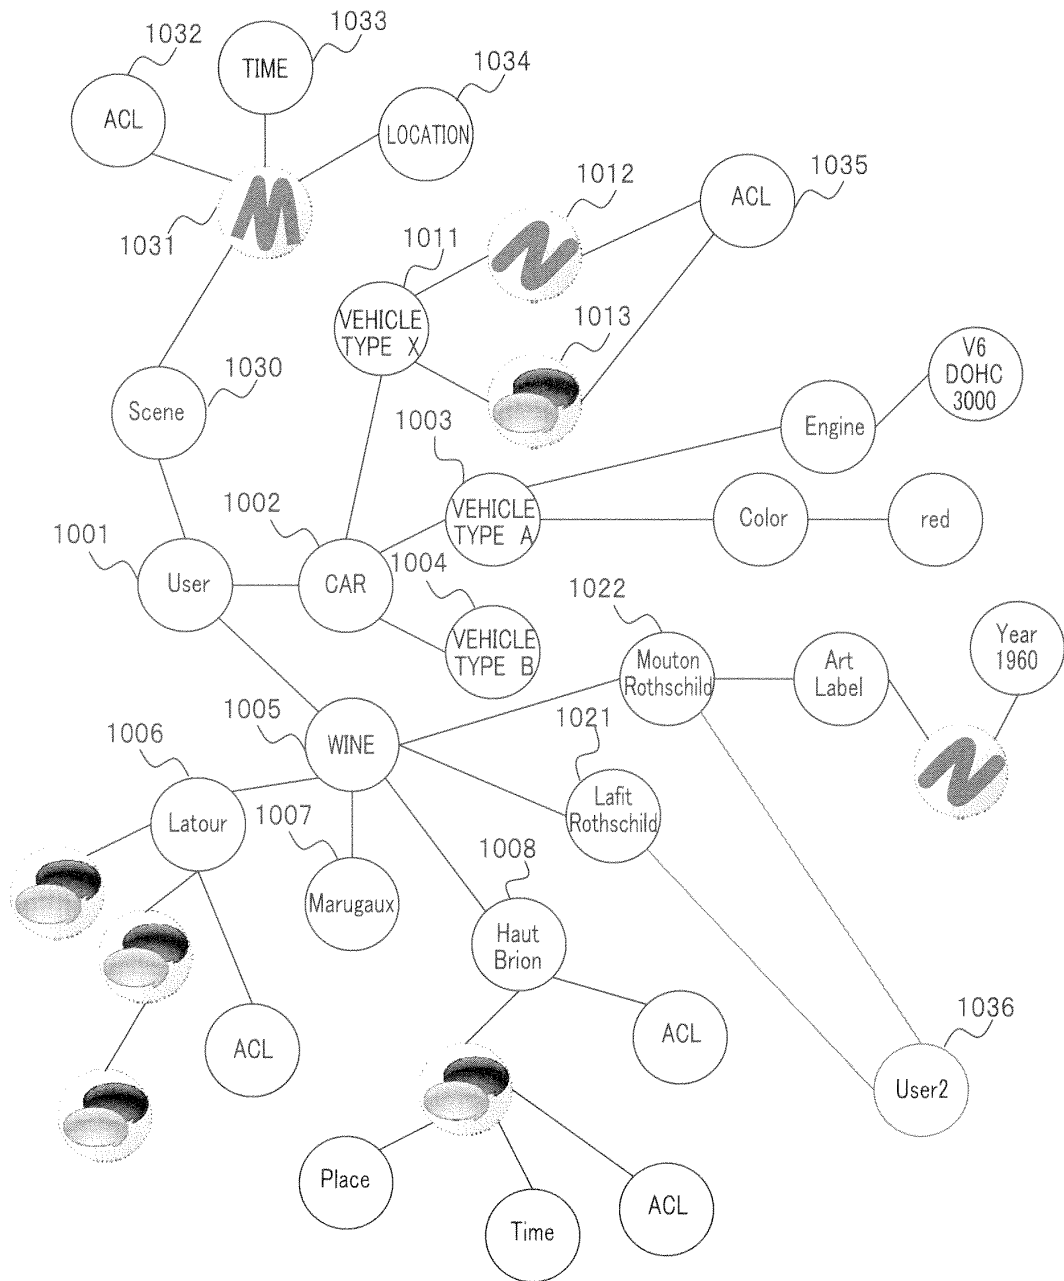 1033
1032
TIME
1034
ACL
LOCATION
1012
ACL
1035
1031
1011
VEHICLE
TYPE X
1013
V6
DOHC
3000
Scene
1030
1003
Engine
1002
VEHICLE
TYPE A
Color
red
1001
1004
User
CAR
1022
VEHICLE
TYPE B
Mouton
Rothschild
Art
Label
Year
1960
1005
1021
1006
WINE
Lafit
Rothschild
Latour
1007
1008
Marugaux
Haut
Brion
1036
ACL
ACL
User2
Place
ACL
Time